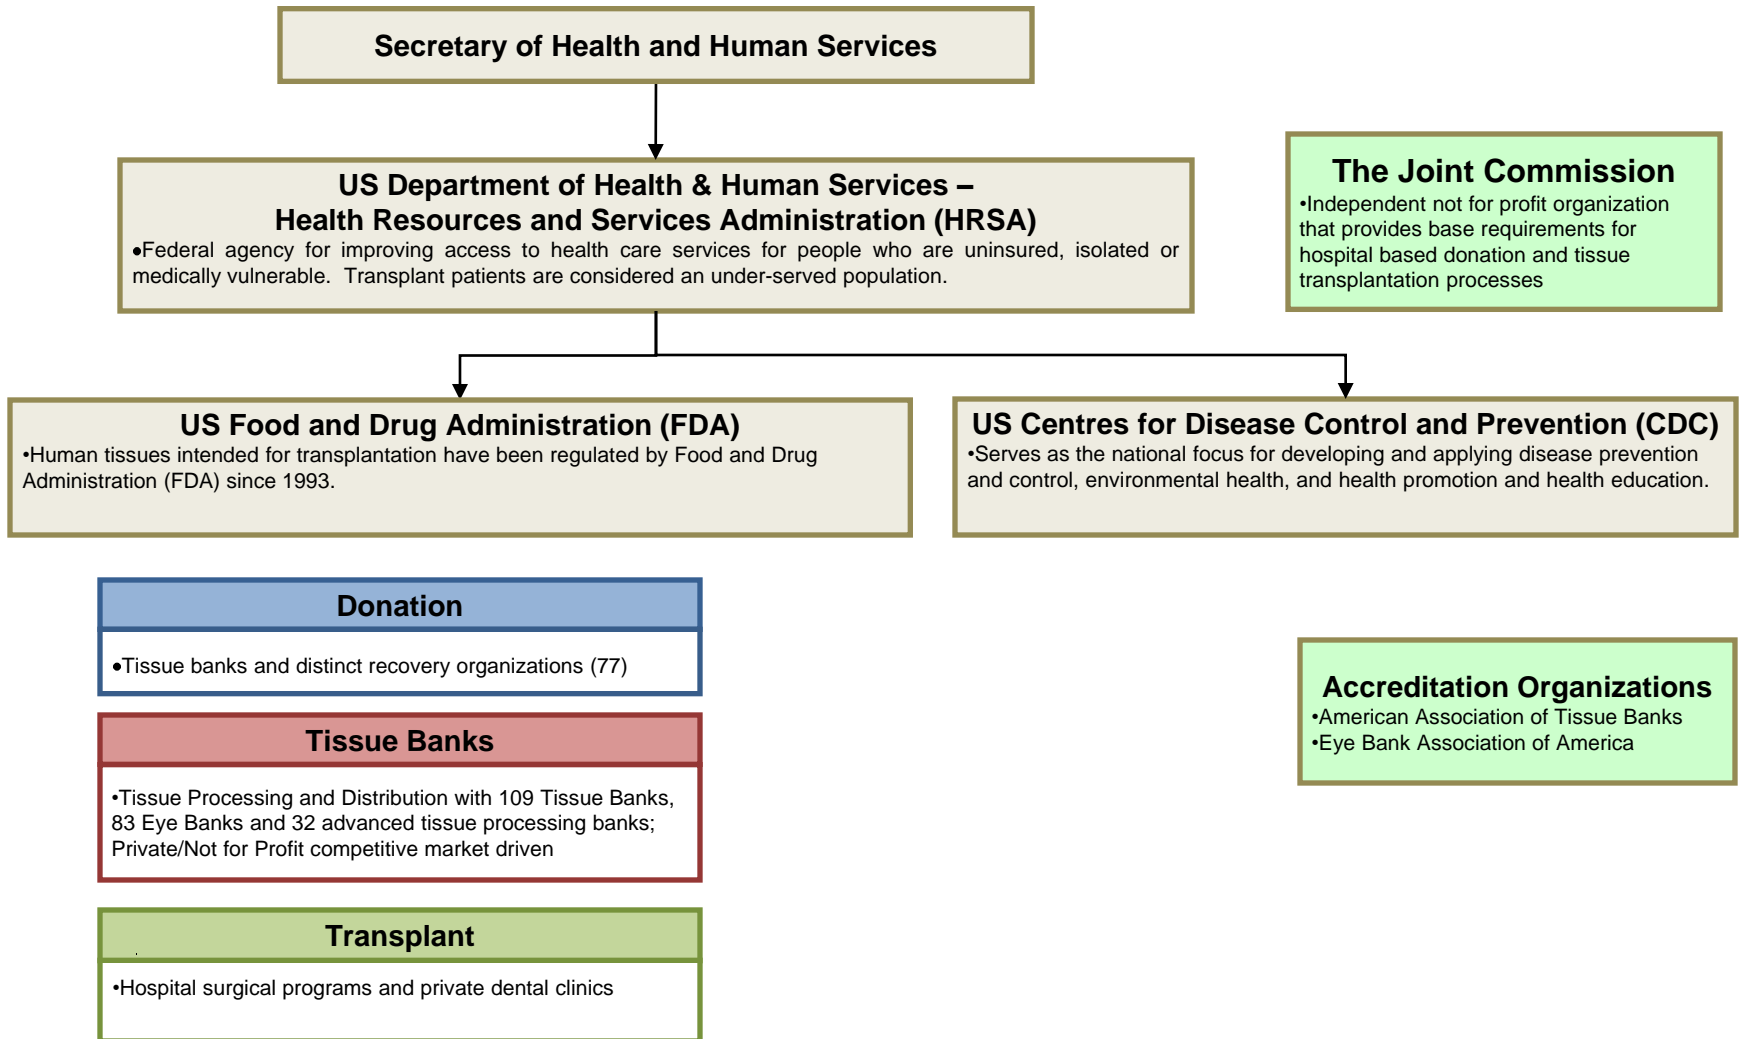 Secretary of Health and Human Services
US Department of Health & Human Services –
Health Resources and Services Administration (HRSA)
•Federal agency for improving access to health care services for people who are uninsured, isolated or
medically vulnerable. Transplant patients are considered an under-served population.
The Joint Commission
•Independent not for profit organization
that provides base requirements for
hospital based donation and tissue
transplantation processes
US Food and Drug Administration (FDA)
•Human tissues intended for transplantation have been regulated by Food and Drug
Administration (FDA) since 1993.
US Centres for Disease Control and Prevention (CDC)
•Serves as the national focus for developing and applying disease prevention
and control, environmental health, and health promotion and health education.
Donation
•Tissue banks and distinct recovery organizations (77)
Tissue Banks
•Tissue Processing and Distribution with 109 Tissue Banks,
83 Eye Banks and 32 advanced tissue processing banks;
Private/Not for Profit competitive market driven
Accreditation Organizations
•American Association of Tissue Banks
•Eye Bank Association of America
Transplant
•Hospital surgical programs and private dental clinics